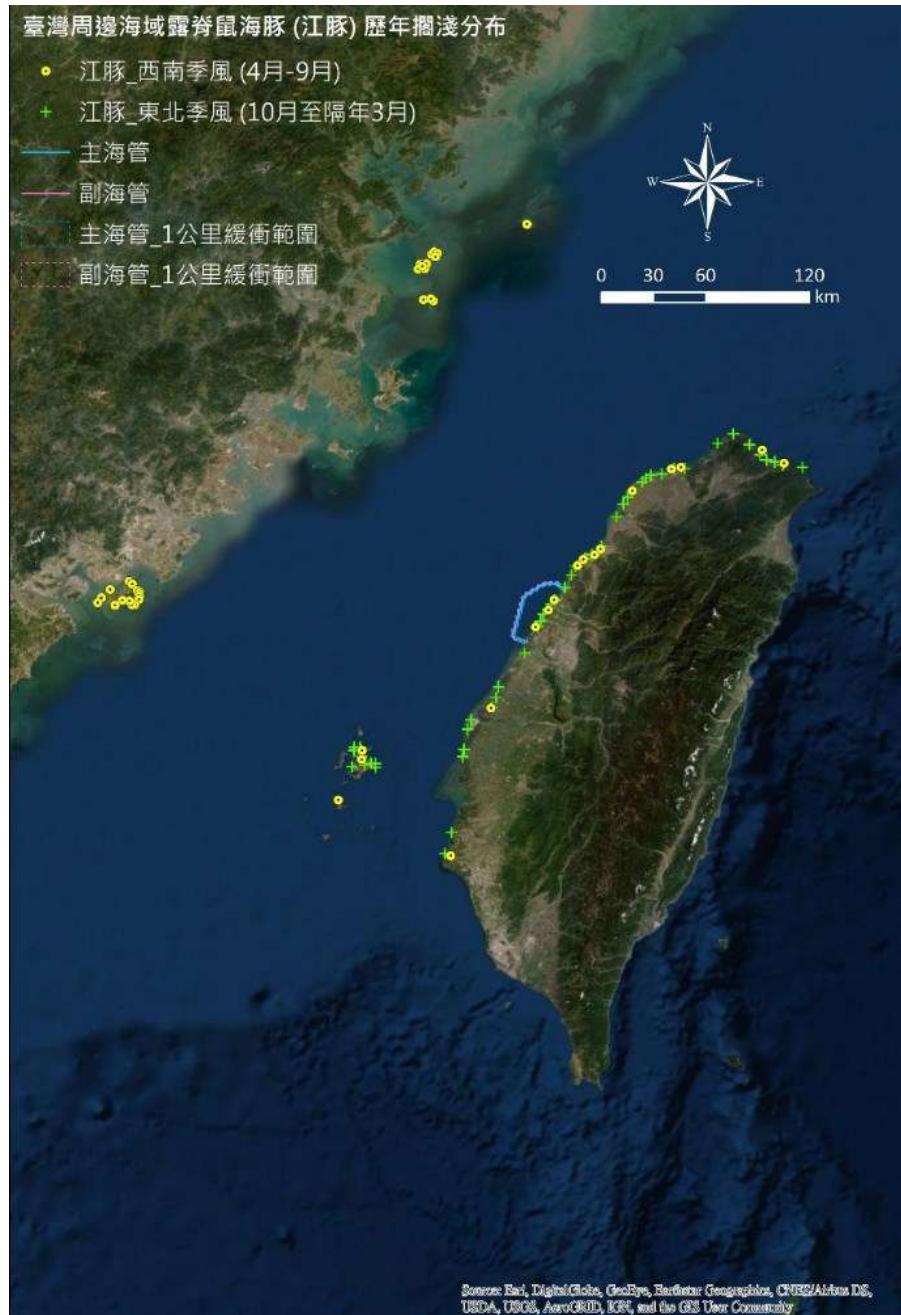 臺灣周邊海域露脊鼠海豚 (江豚) 歷年擱淺分布
江豚_西南季風 (4月-9月)
江豚_東北季風 (10月至隔年3月)
主海管
副海管
主海管_1公里緩衝範圍
副海管_1公里緩衝範圍
N
W E
S
0 30 60 120
km
Source: Esri, DigitalGlobe, GeoEye, Earthstar Geographics, CNES/Airbus DS,
USDA, USGS, AeroGRID, IGN, and the GIS User Community